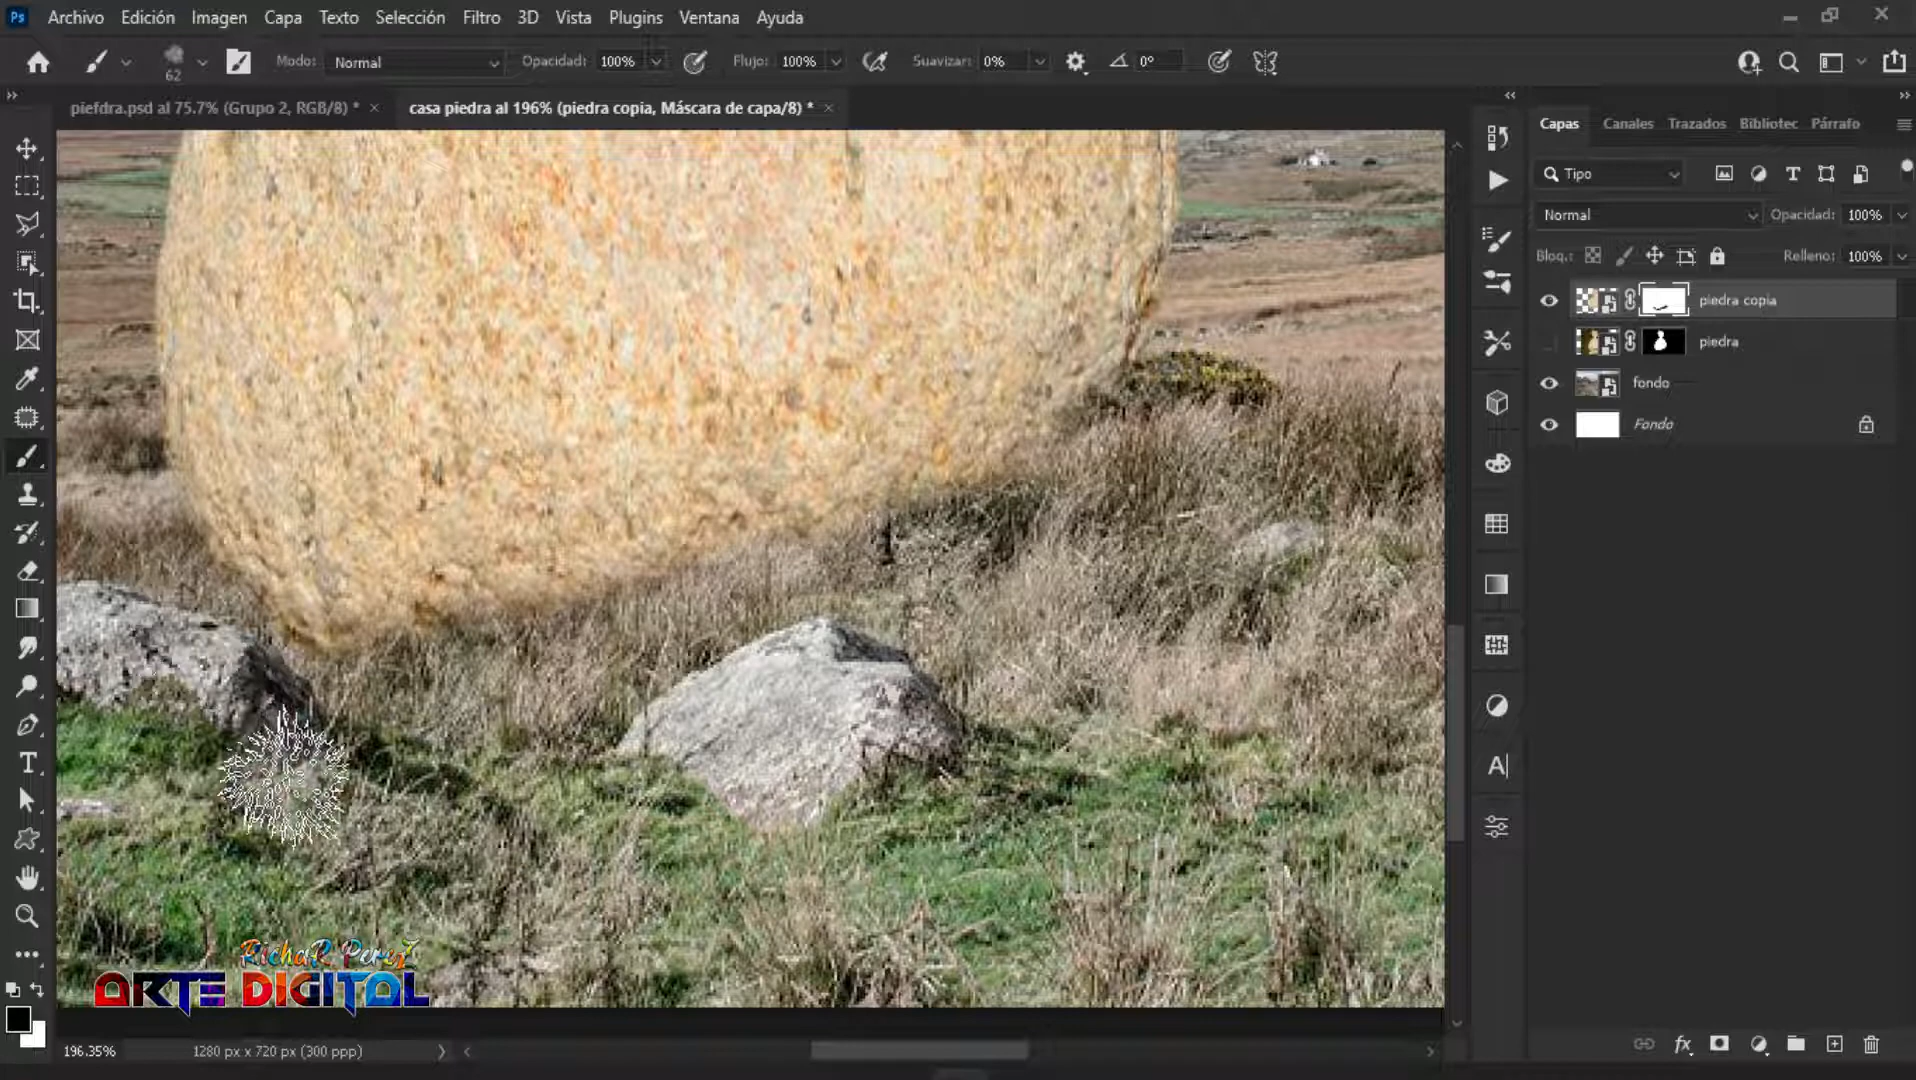 Ps Archivo Edición Imagen Capa Texto Selección Filtro 3D Vista Plugins Ventana Ayuda
62 Modo: Normal Opacidad: 100% Flujo: 100% Suavizar: 0% 0°
piefdra.psd al 75.7% (Grupo 2, RGB/8) * casa piedra al 196% (piedra copia, Máscara de capa/8) *
Capas Canales Trazados Bibliotec Párrafo
Tipo
Normal Opacidad: 100%
Bloq.: Relleno: 100%
piedra copia
piedra
fondo
Fondo
RichaR Perez
ARTE DIGITAL
196.35% 1280 px x 720 px (300 ppp)